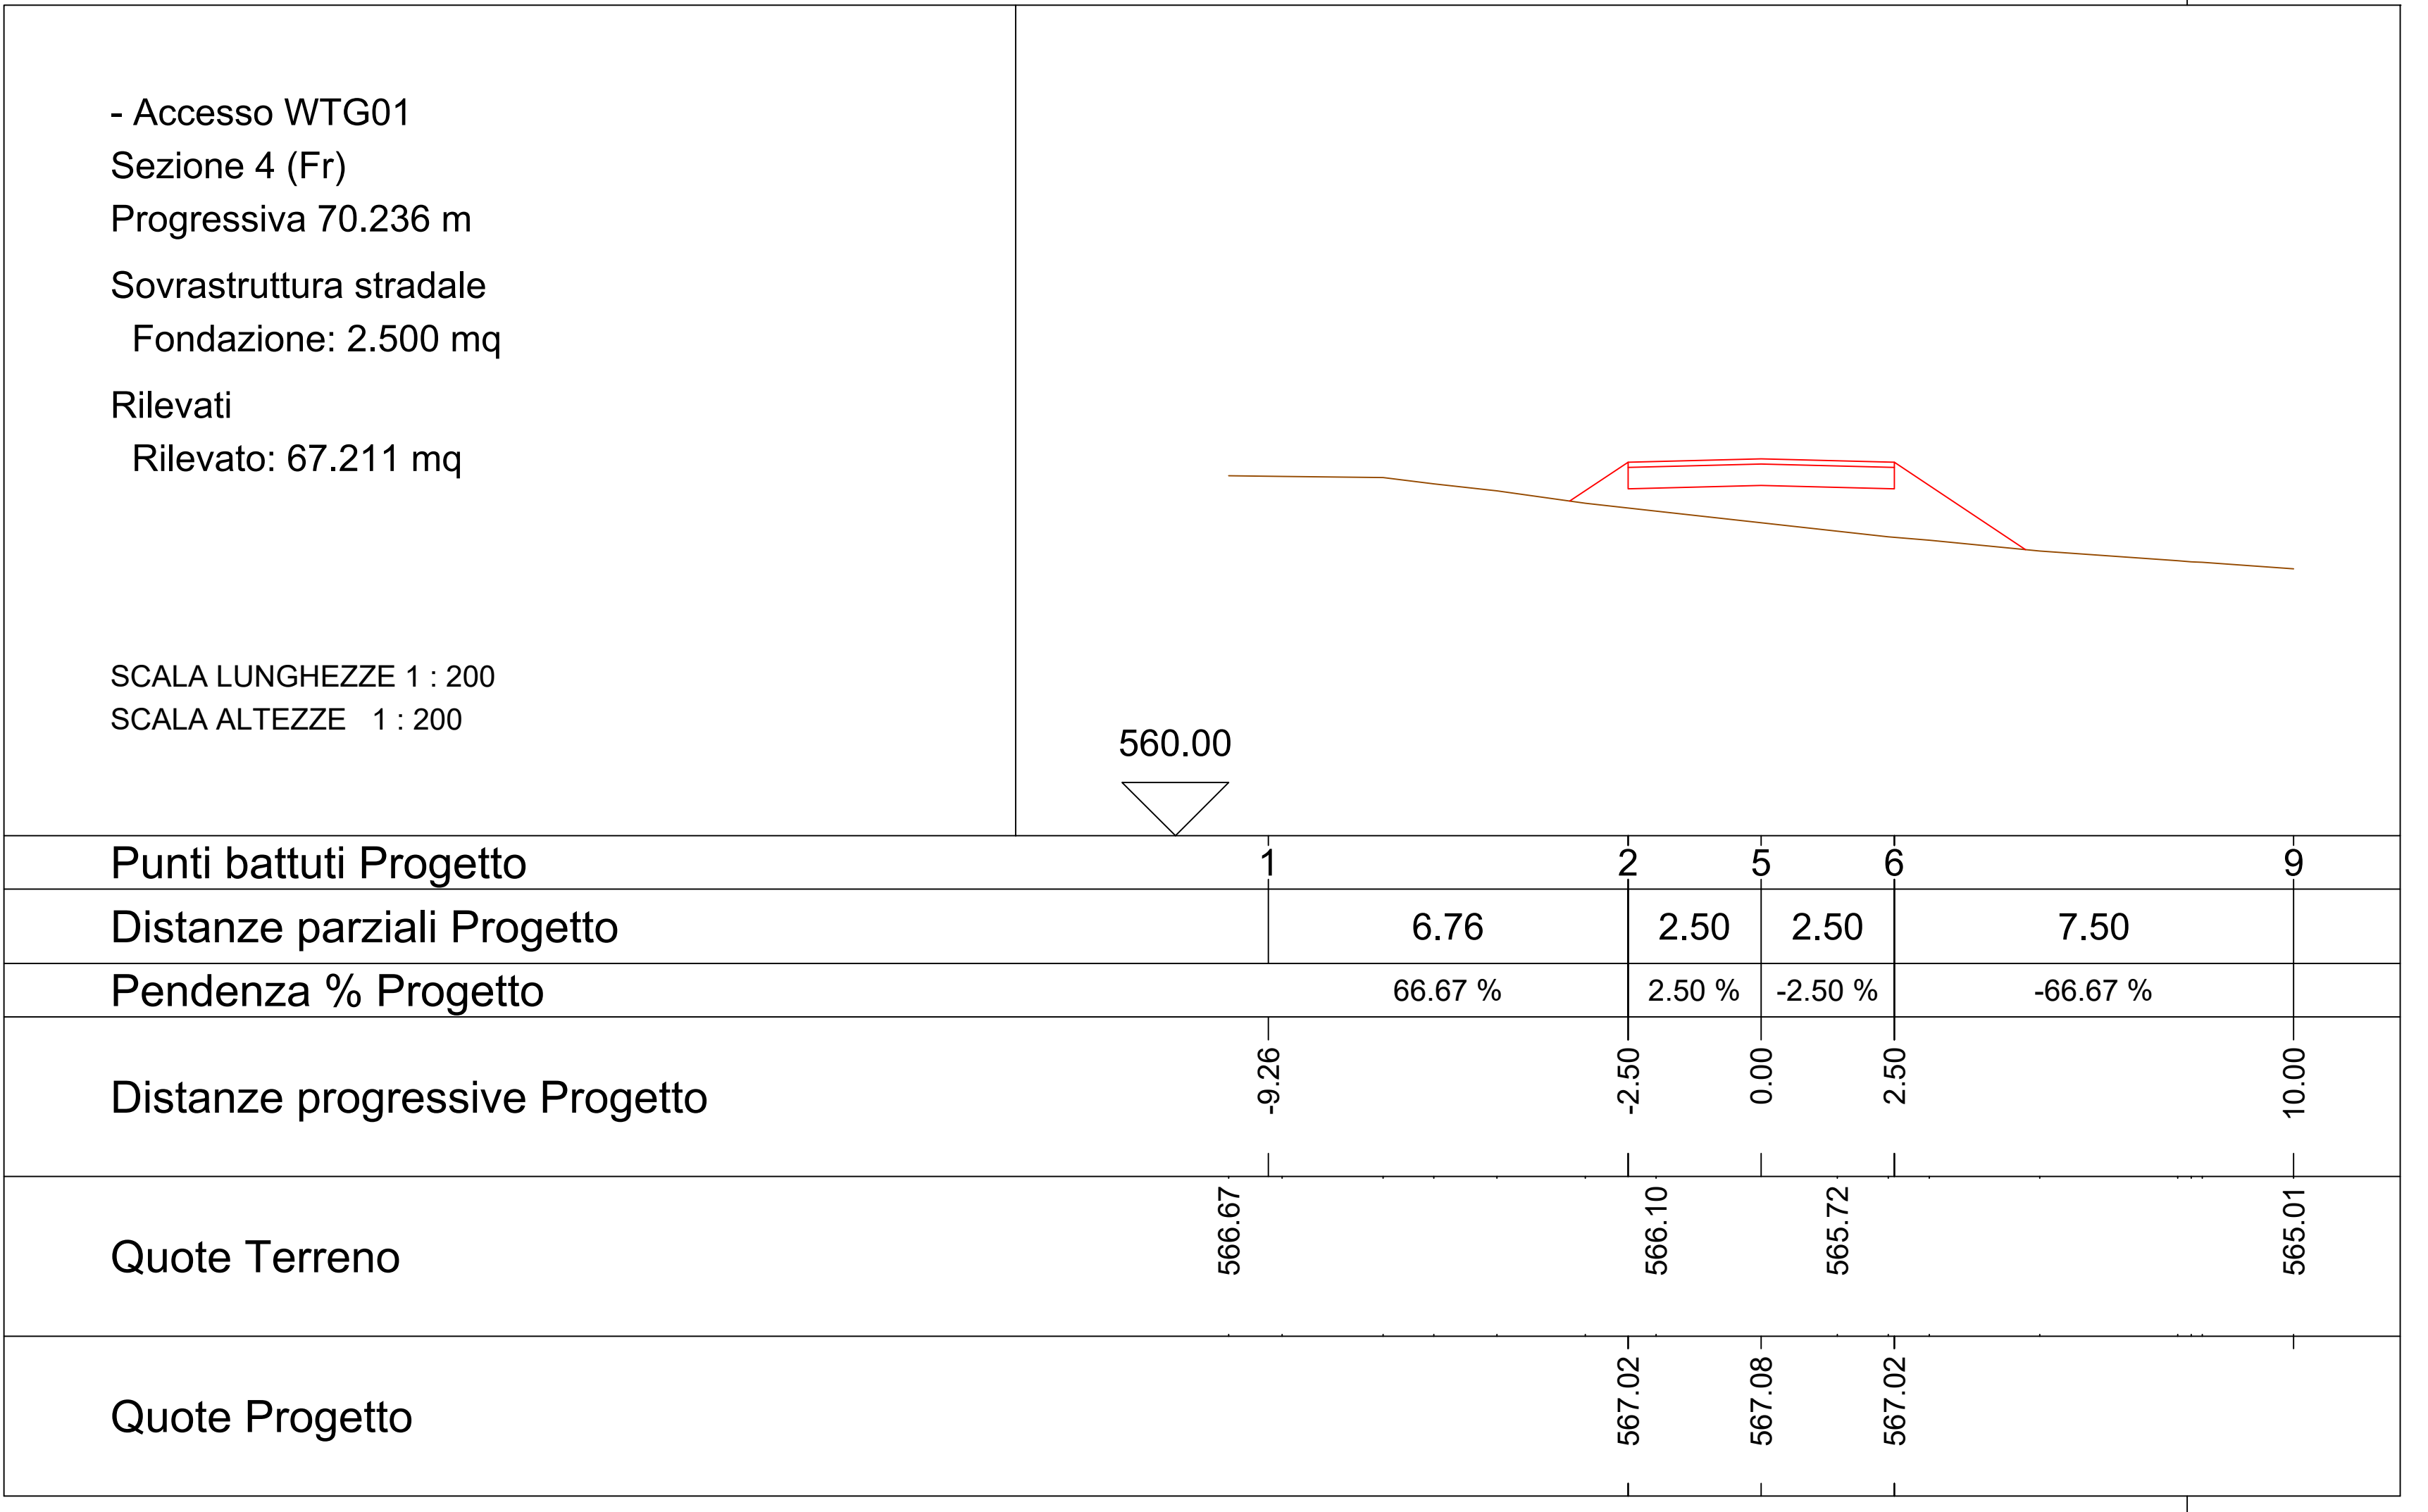 - Accesso WTG01
Sezione 4 (Fr)
Progressiva 70.236 m
Sovrastruttura stradale
Fondazione: 2.500 mq
Rilevati
Rilevato: 67.211 mq
SCALA LUNGHEZZE 1 : 200
SCALA ALTEZZE 1 : 200
560.00
Punti battuti Progetto 1 2 5 6 9
Distanze parziali Progetto 6.76 2.50 2.50 7.50
Pendenza % Progetto 66.67 % 2.50 % -2.50 % -66.67 %
Distanze progressive Progetto -9.26 -2.50 0.00 2.50 10.00
Quote Terreno 566.67 566.10 565.72 565.01
Quote Progetto 567.02 567.08 567.02